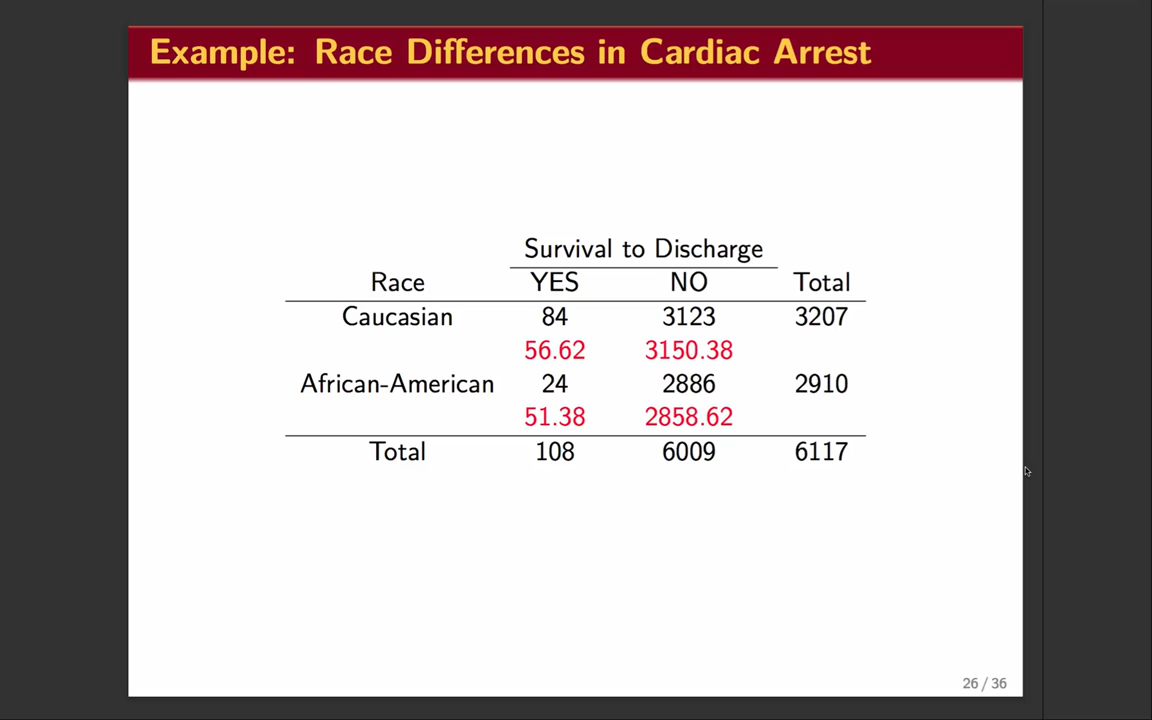 Example: Race Differences in Cardiac Arrest
Survival to Discharge
Race YES NO Total
Caucasian 84 3123 3207
56.62 3150.38
African-American 24 2886 2910
51.38 2858.62
Total 108 6009 6117
26 / 36